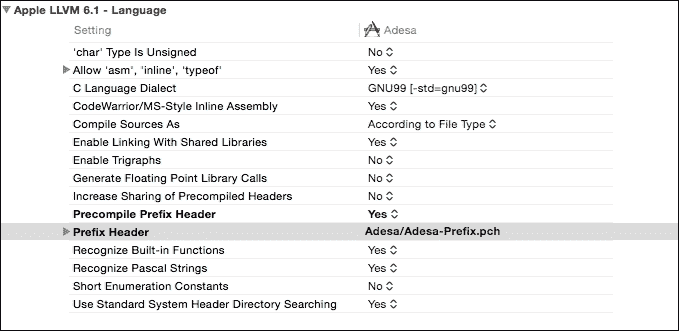 Apple LLVM 6.1 - Language
Setting Adesa
'char' Type Is Unsigned No
Allow 'asm', 'inline', 'typeof' Yes
C Language Dialect GNU99 [-std=gnu99]
CodeWarrior/MS-Style Inline Assembly Yes
Compile Sources As According to File Type
Enable Linking With Shared Libraries Yes
Enable Trigraphs No
Generate Floating Point Library Calls No
Increase Sharing of Precompiled Headers No
Precompile Prefix Header Yes
Prefix Header Adesa/Adesa-Prefix.pch
Recognize Built-in Functions Yes
Recognize Pascal Strings Yes
Short Enumeration Constants No
Use Standard System Header Directory Searching Yes